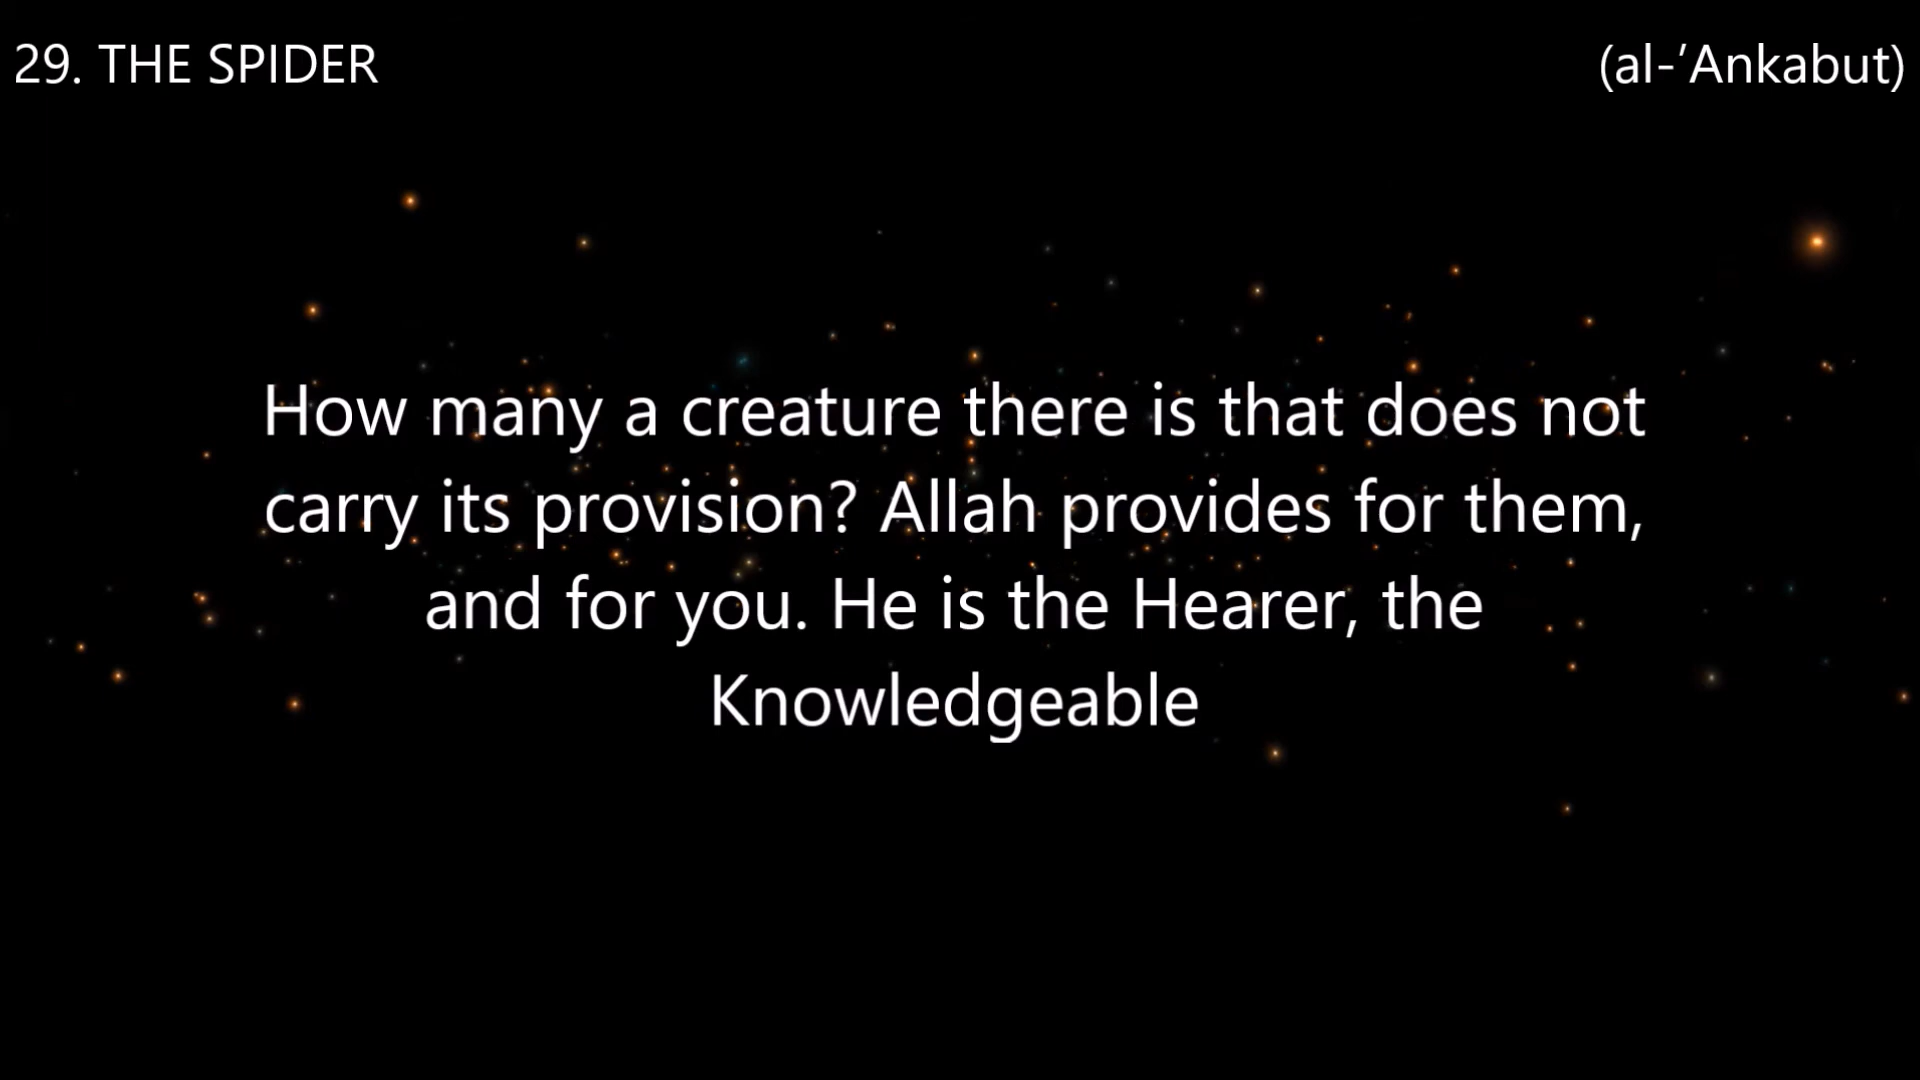 29. THE SPIDER
(al-’Ankabut)
How many a creature there is that does not
carry its provision? Allah provides for them,
and for you. He is the Hearer, the
Knowledgeable